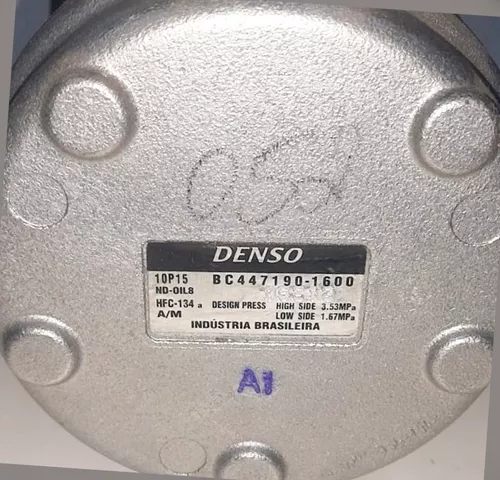 DENSO
10P15 BC447190-1600
ND-OIL8
HFC-134a DESIGN PRESS HIGH SIDE 3.53MPa
A/M LOW SIDE 1.67MPa
INDÚSTRIA BRASILEIRA
A1